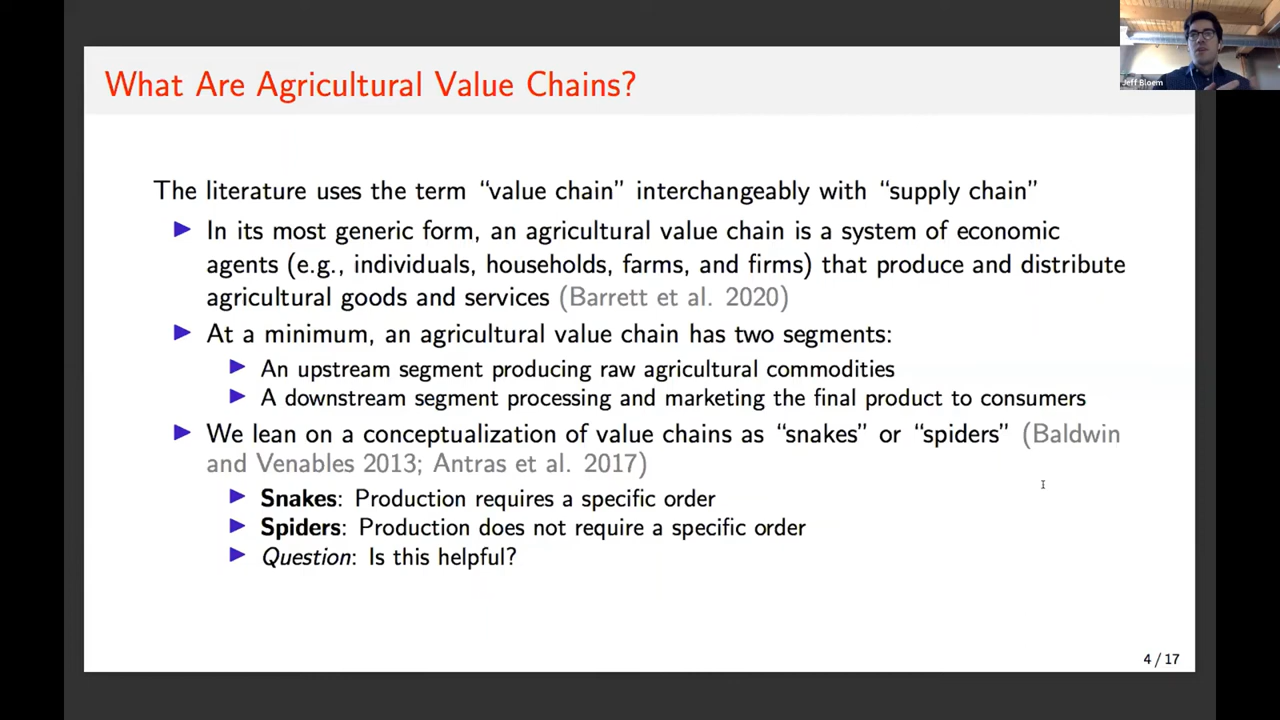 What Are Agricultural Value Chains?
Jeff Bloem
The literature uses the term “value chain” interchangeably with “supply chain”
In its most generic form, an agricultural value chain is a system of economic
agents (e.g., individuals, households, farms, and firms) that produce and distribute
agricultural goods and services (Barrett et al. 2020)
At a minimum, an agricultural value chain has two segments:
An upstream segment producing raw agricultural commodities
A downstream segment processing and marketing the final product to consumers
We lean on a conceptualization of value chains as “snakes” or “spiders” (Baldwin
and Venables 2013; Antras et al. 2017)
Snakes: Production requires a specific order
Spiders: Production does not require a specific order
Question: Is this helpful?
4 / 17